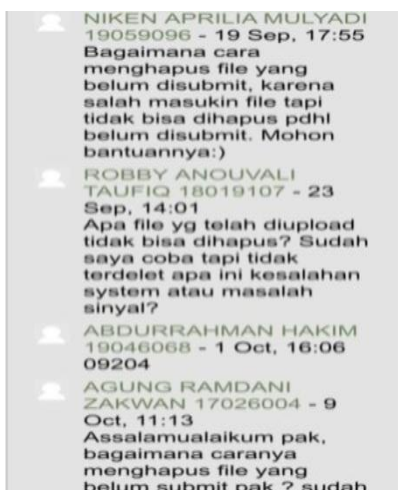 NIKEN APRILIA MULYADI
19059096 - 19 Sep, 17:55
Bagaimana cara
menghapus file yang
belum disubmit, karena
salah masukin file tapi
tidak bisa dihapus pdhl
belum disubmit. Mohon
bantuannya:)
ROBBY ANOUVALI
TAUFIQ 18019107 - 23
Sep, 14:01
Apa file yg telah diupload
tidak bisa dihapus? Sudah
saya coba tapi tidak
terdelet apa ini kesalahan
system atau masalah
sinyal?
ABDURRAHMAN HAKIM
19046068 - 1 Oct, 16:06
09204
AGUNG RAMDANI
ZAKWAN 17026004 - 9
Oct, 11:13
Assalamualaikum pak,
bagaimana caranya
menghapus file yang
belum submit pak ? sudah